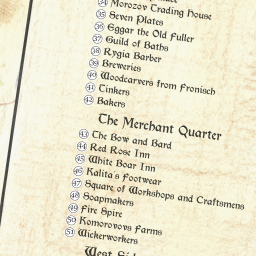 34 Morozov Trading House
35 Seven Plates
36 Eggar the Old Fuller
37 Guild of Baths
38 Rygia Barber
39 Breweries
40 Woodcarvers from Fronisch
41 Tinkers
42 Bakers
The Merchant Quarter
43 The Bow and Bard
44 Red Rose Inn
45 White Boar Inn
46 Kalita's Footwear
47 Square of Workshops and Craftsmens
48 Soapmakers
49 Fire Spire
50 Komorovovs Farms
51 Wickerworkers
West